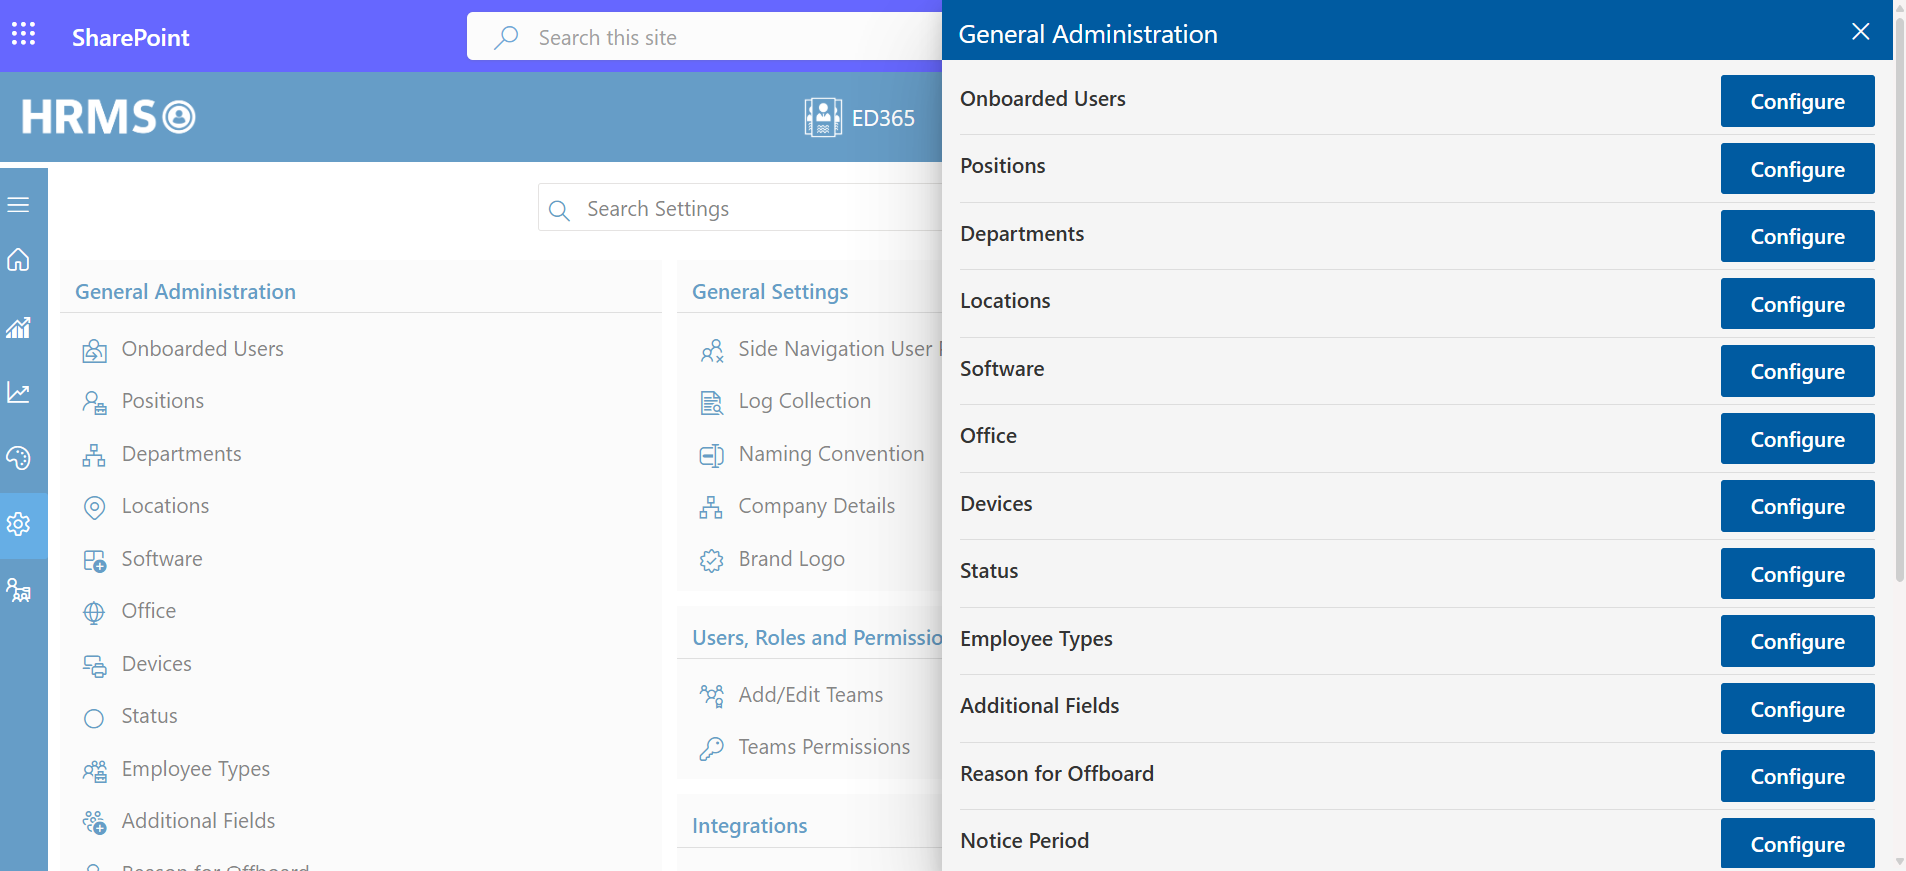 SharePoint
Search this site
HRMS
ED365
Search Settings
General Administration
Onboarded Users
Positions
Departments
Locations
Software
Office
Devices
Status
Employee Types
Additional Fields
Reason for Offboard
General Settings
Side Navigation User
Log Collection
Naming Convention
Company Details
Brand Logo
Users, Roles and
Add/Edit Teams
Teams Permissions
Integrations
General Administration
Onboarded Users Configure
Positions Configure
Departments Configure
Locations Configure
Software Configure
Office Configure
Devices Configure
Status Configure
Employee Types Configure
Additional Fields Configure
Reason for Offboard Configure
Notice Period Configure